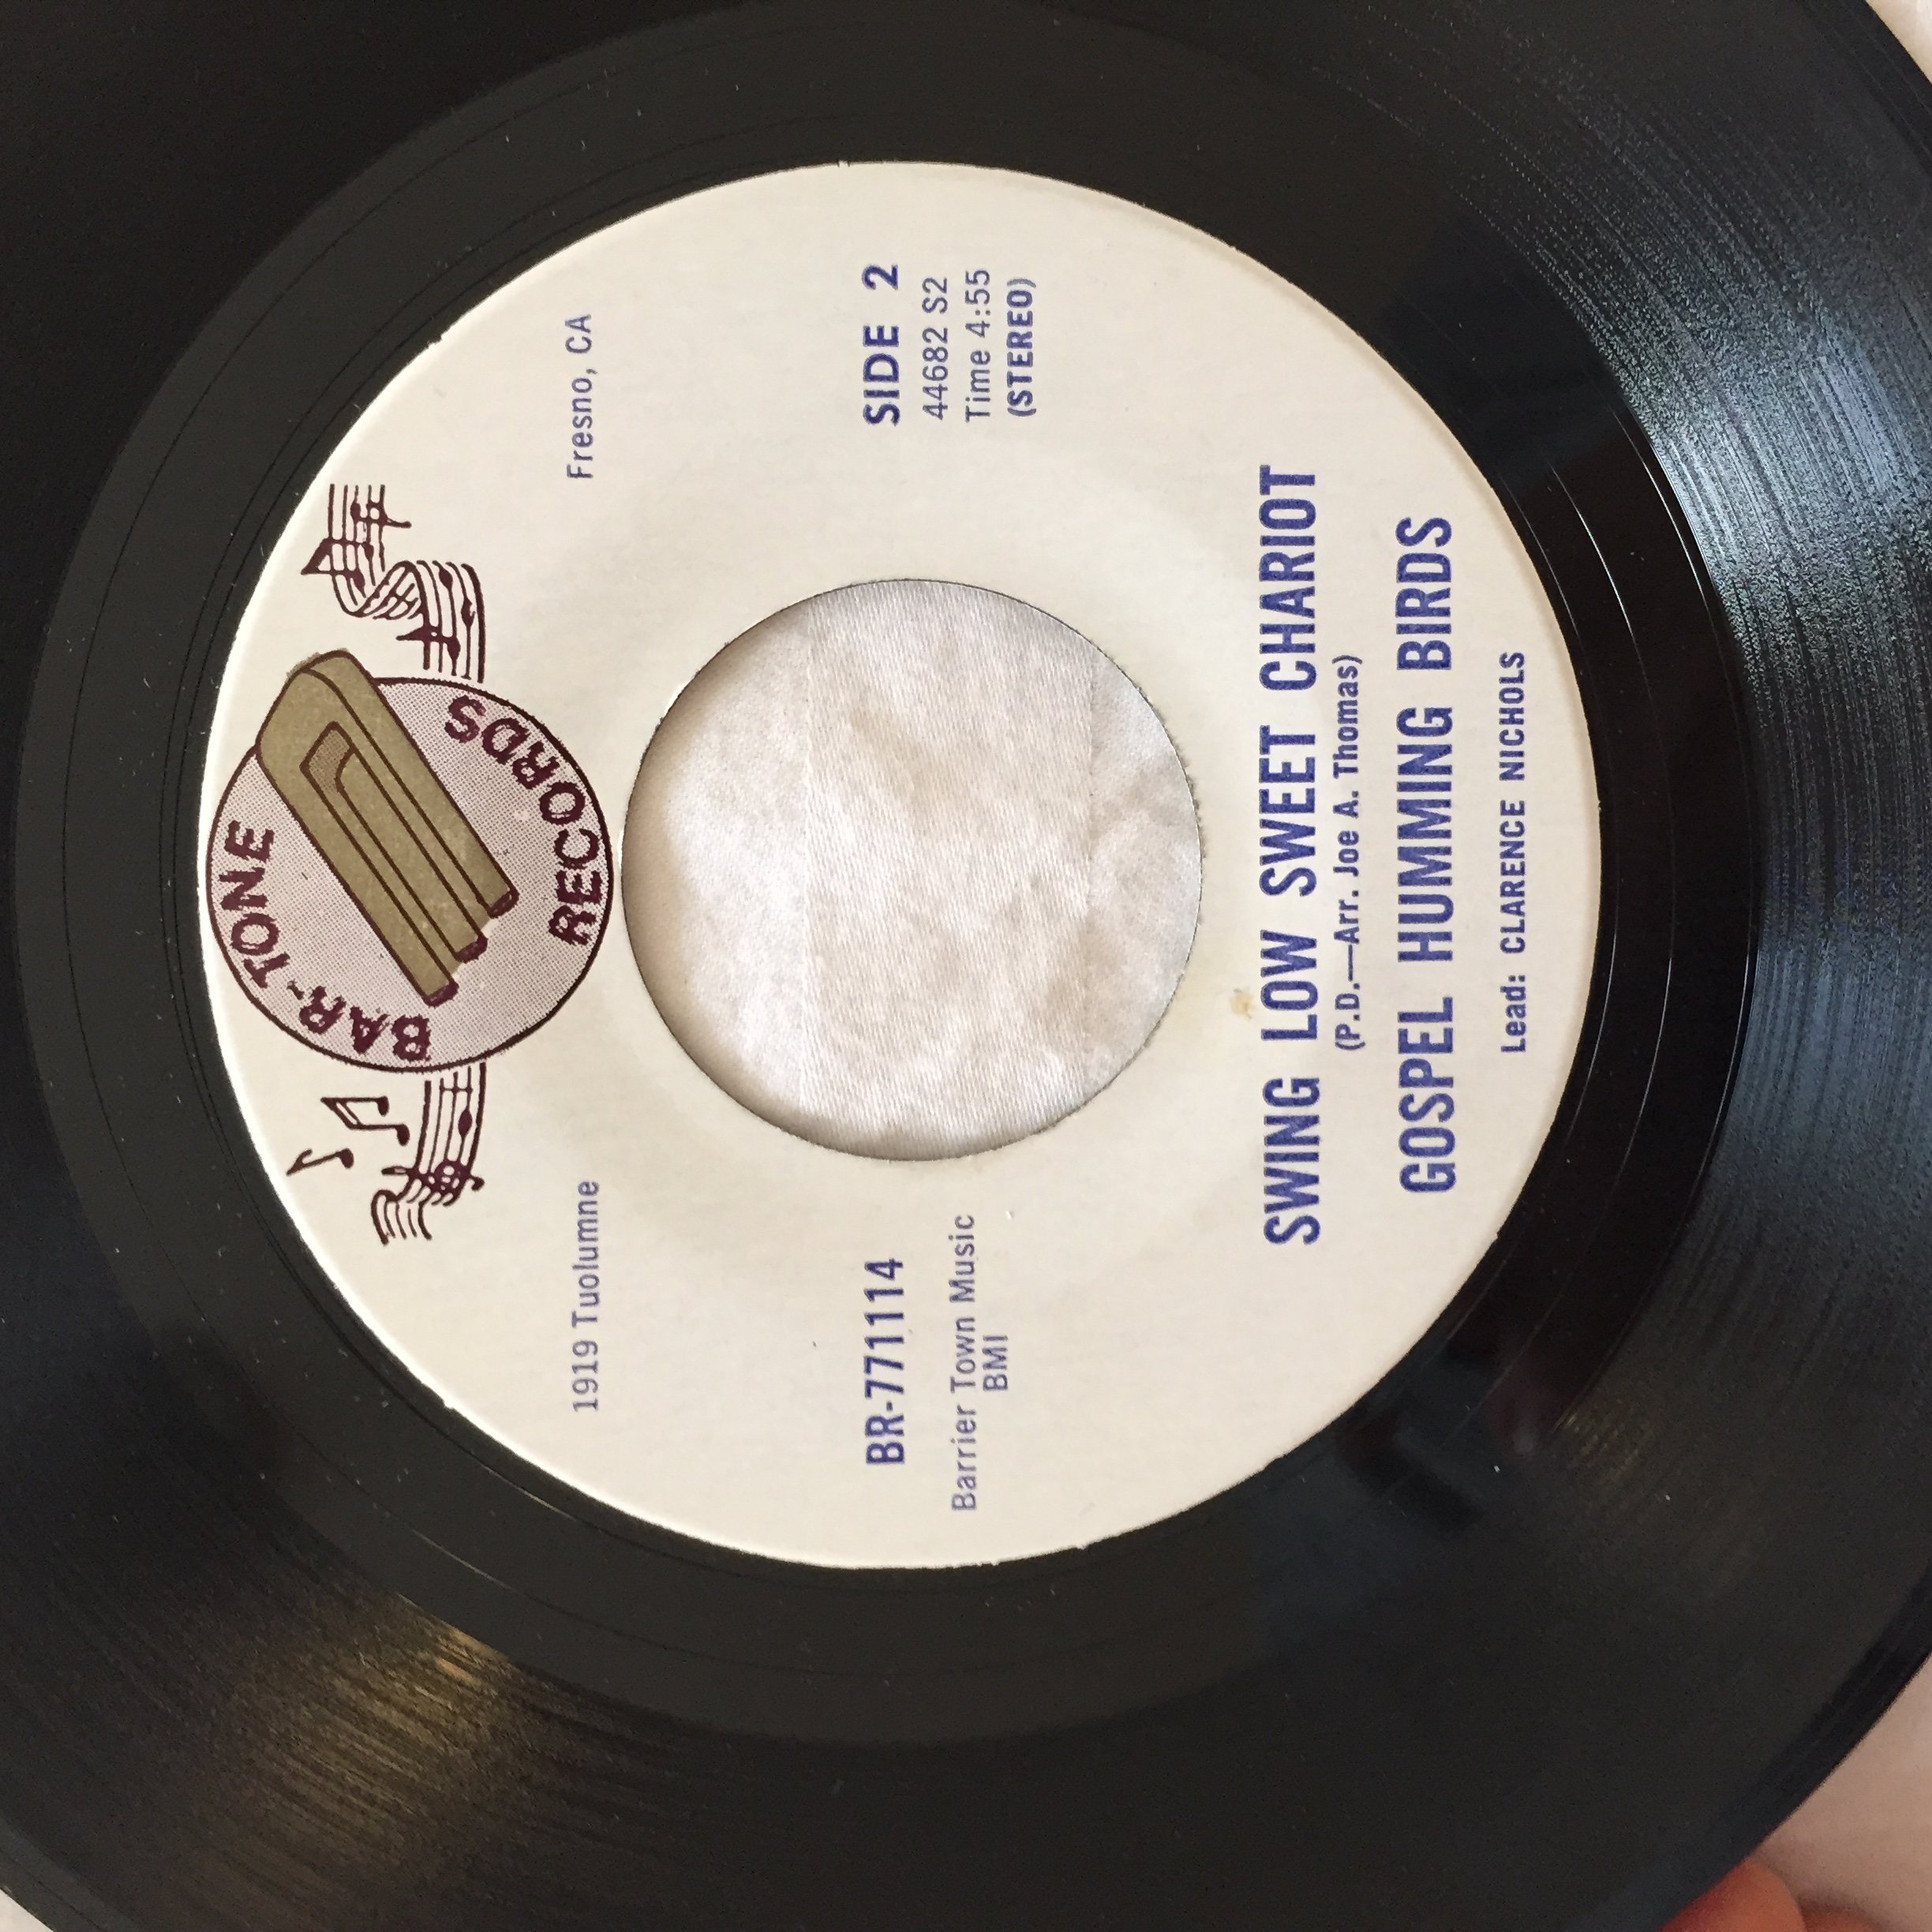 BAR-TONE
RECORDS
1919 Tuolumne
Fresno, CA
BR-771114
Barrier Town Music
BMI
SIDE 2
44682 S2
Time 4:55
(STEREO)
SWING LOW SWEET CHARIOT
(P.D.—Arr. Joe A. Thomas)
GOSPEL HUMMING BIRDS
Lead: CLARENCE NICHOLS